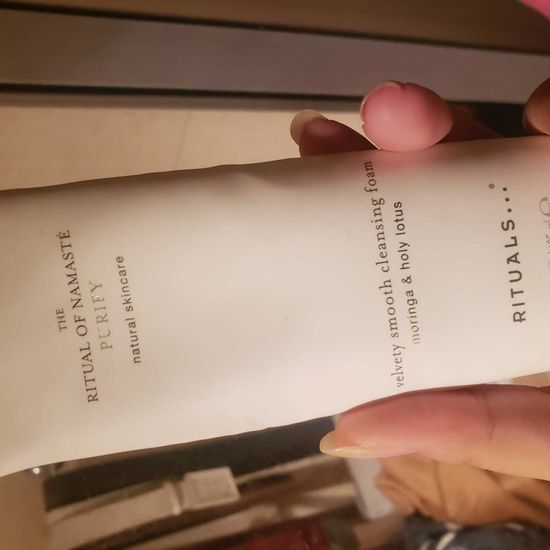 THE
RITUAL OF NAMASTÉ
PURIFY
natural skincare
velvety smooth cleansing foam
moringa & holy lotus
RITUALS...®